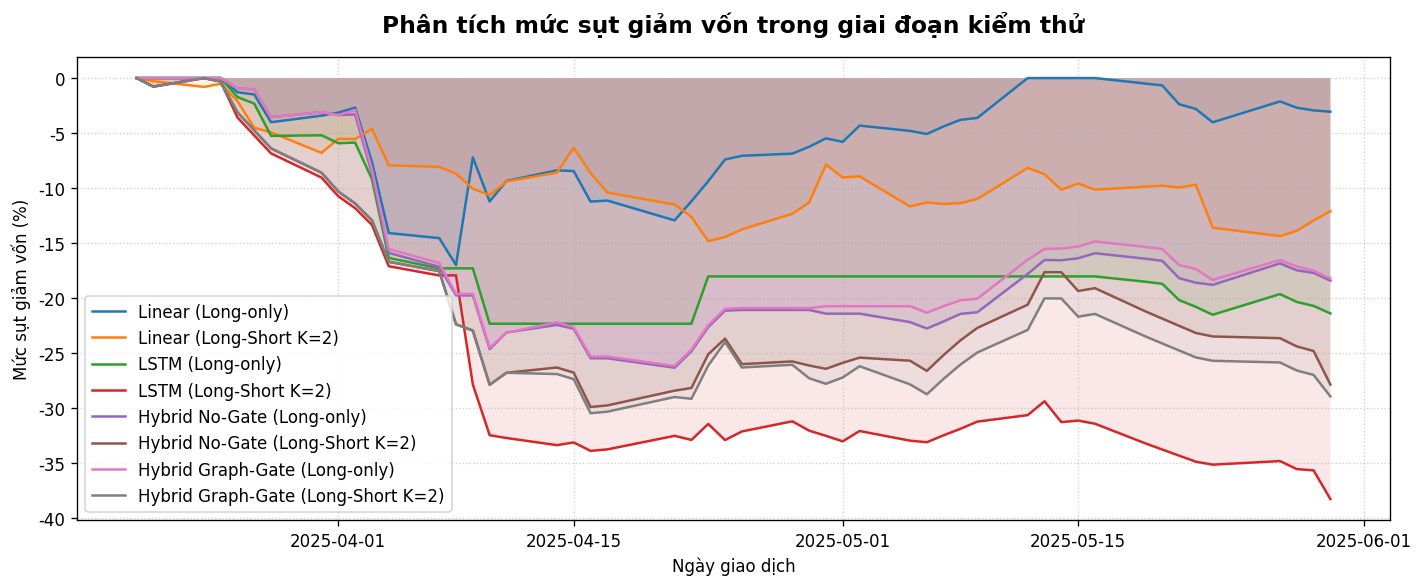 Phân tích mức sụt giảm vốn trong giai đoạn kiểm thử
Mức sụt giảm vốn (%)
0
-5
-10
-15
-20
-25
-30
-35
-40
Linear (Long-only)
Linear (Long-Short K=2)
LSTM (Long-only)
LSTM (Long-Short K=2)
Hybrid No-Gate (Long-only)
Hybrid No-Gate (Long-Short K=2)
Hybrid Graph-Gate (Long-only)
Hybrid Graph-Gate (Long-Short K=2)
2025-04-01 2025-04-15 2025-05-01 2025-05-15 2025-06-01
Ngày giao dịch